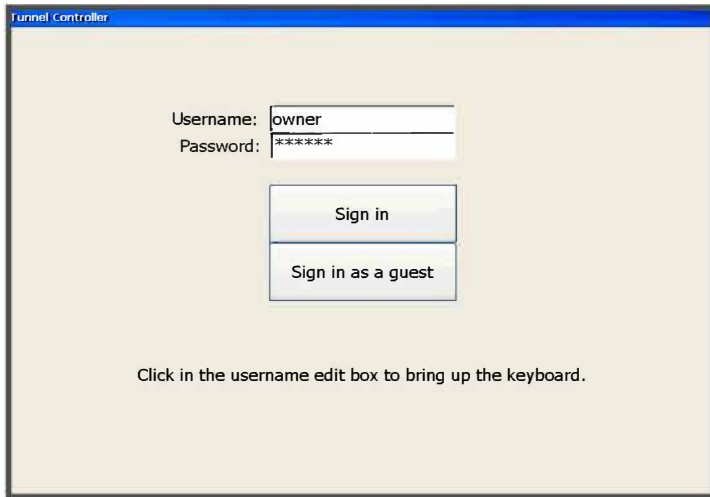 Tunnel Controller
Username: owner
Password: ******
Sign in
Sign in as a guest
Click in the username edit box to bring up the keyboard.